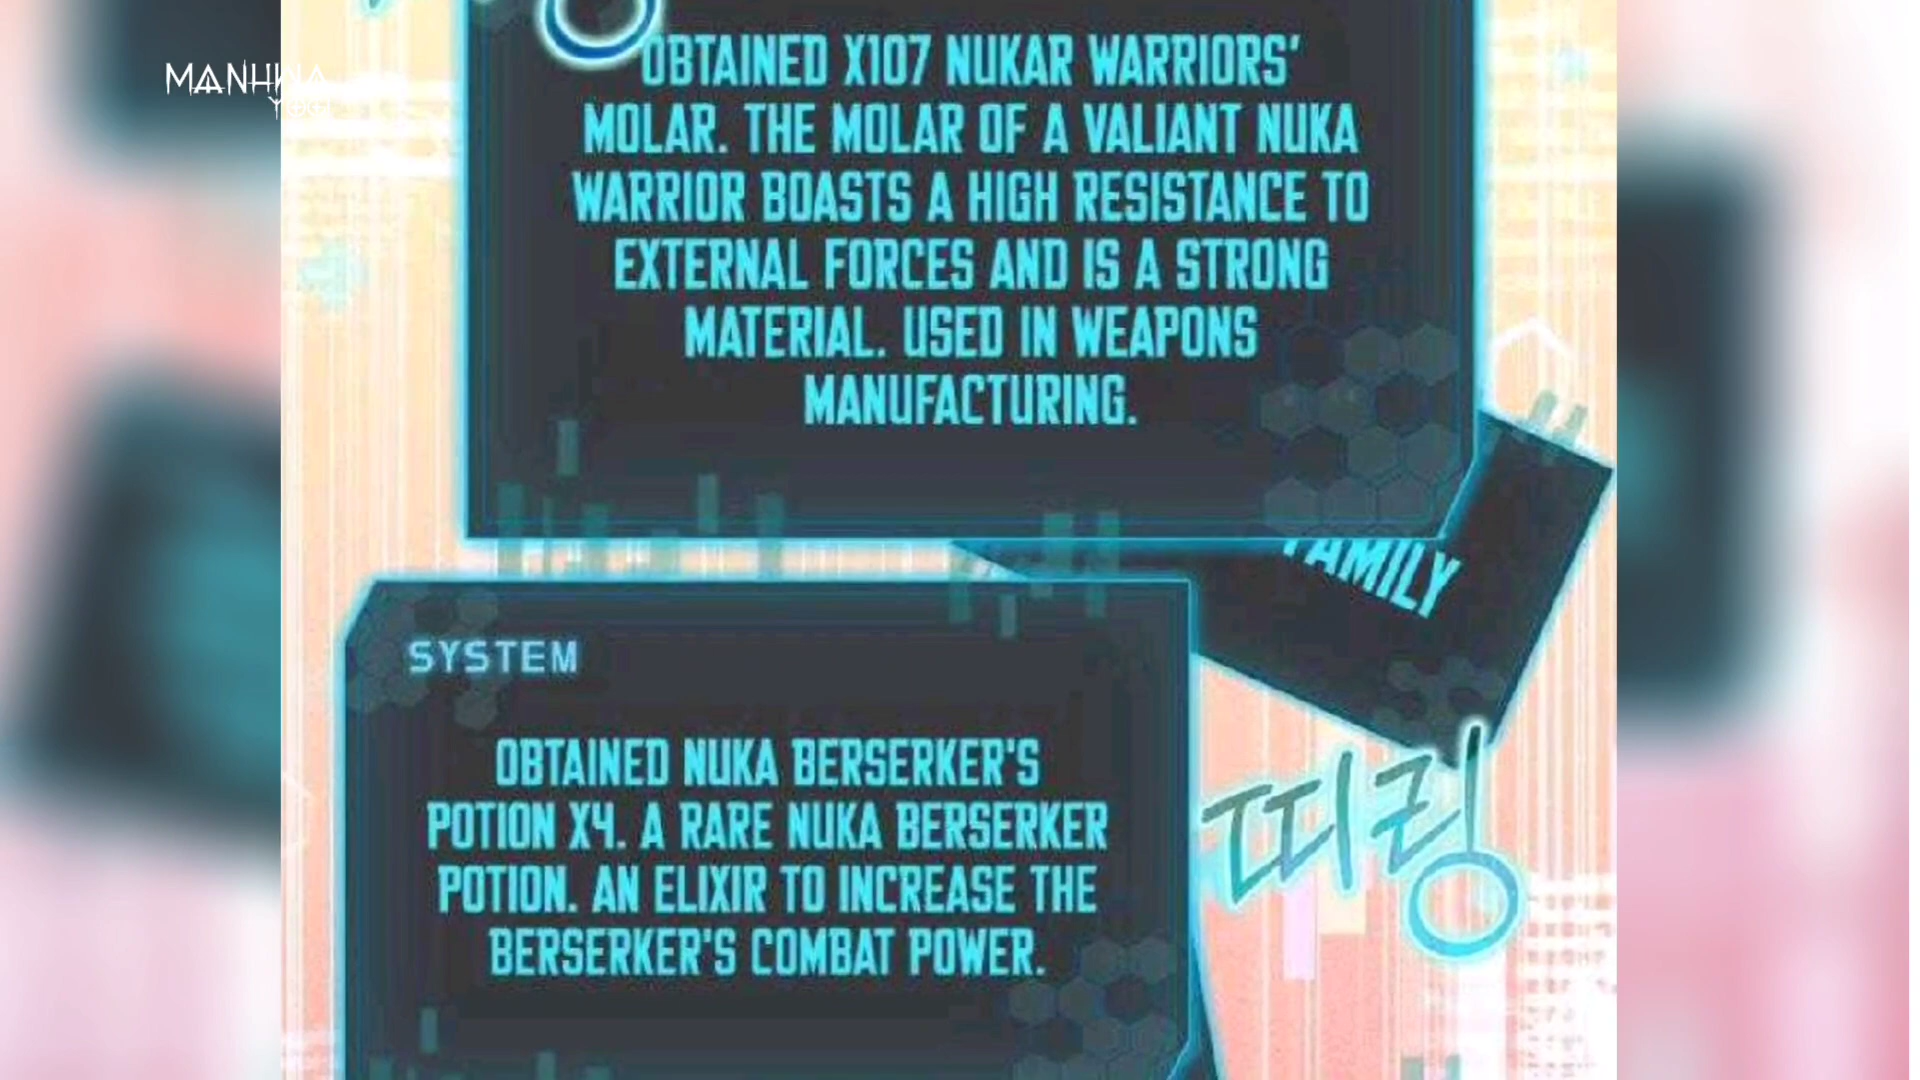 MANHWA
OBTAINED X107 NUKAR WARRIORS'
MOLAR. THE MOLAR OF A VALIANT NUKA
WARRIOR BOASTS A HIGH RESISTANCE TO
EXTERNAL FORCES AND IS A STRONG
MATERIAL. USED IN WEAPONS
MANUFACTURING.
FAMILY
SYSTEM
OBTAINED NUKA BERSERKER'S
POTION X4. A RARE NUKA BERSERKER
POTION. AN ELIXIR TO INCREASE THE
BERSERKER'S COMBAT POWER.
띠링